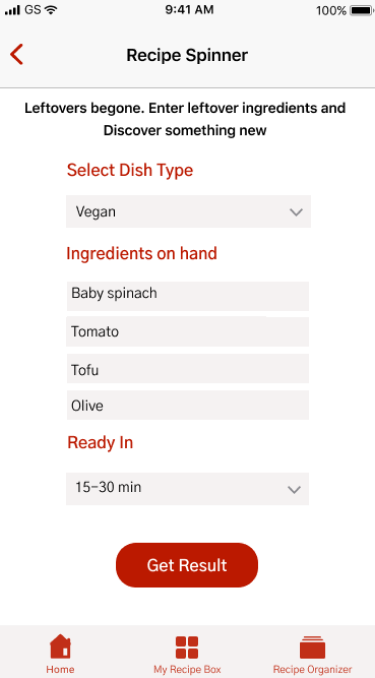 GS 9:41 AM 100%
Recipe Spinner
Leftovers begone. Enter leftover ingredients and
Discover something new
Select Dish Type
Vegan
Ingredients on hand
Baby spinach
Tomato
Tofu
Olive
Ready In
15-30 min
Get Result
Home My Recipe Box Recipe Organizer